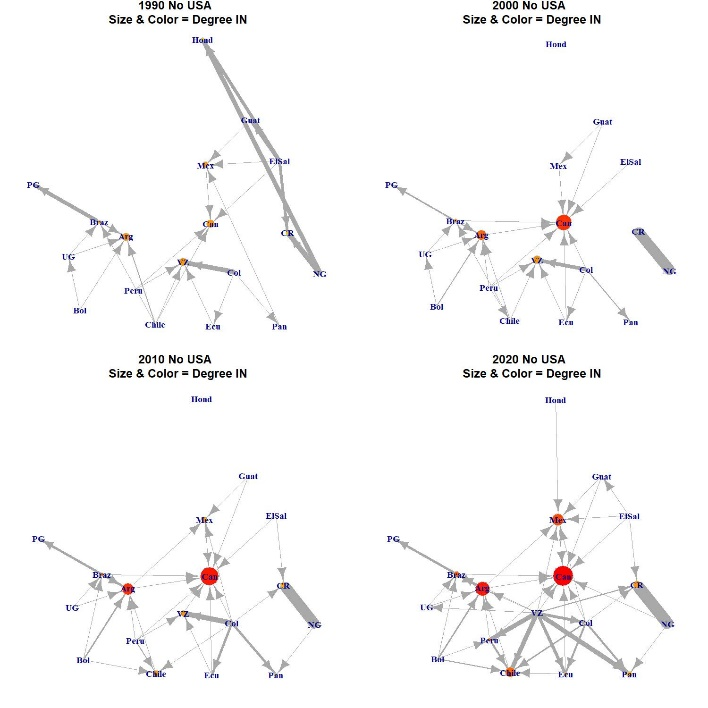 1990 No USA
Size & Color = Degree IN
Hond
Guat
Mex
ElSal
PG
Braz
Arg
Can
CR
UG
VZ
Col
NG
Peru
Bol
Chile
Ecu
Pan
2000 No USA
Size & Color = Degree IN
Hond
Guat
Mex
ElSal
PG
Braz
Arg
Can
CR
UG
VZ
Col
NG
Peru
Bol
Chile
Ecu
Pan
2010 No USA
Size & Color = Degree IN
Hond
Guat
Mex
ElSal
PG
Braz
Arg
Can
CR
UG
VZ
Col
NG
Peru
Bol
Chile
Ecu
Pan
2020 No USA
Size & Color = Degree IN
Hond
Guat
Mex
ElSal
PG
Braz
Arg
Can
CR
UG
VZ
Col
NG
Peru
Bol
Chile
Ecu
Pan